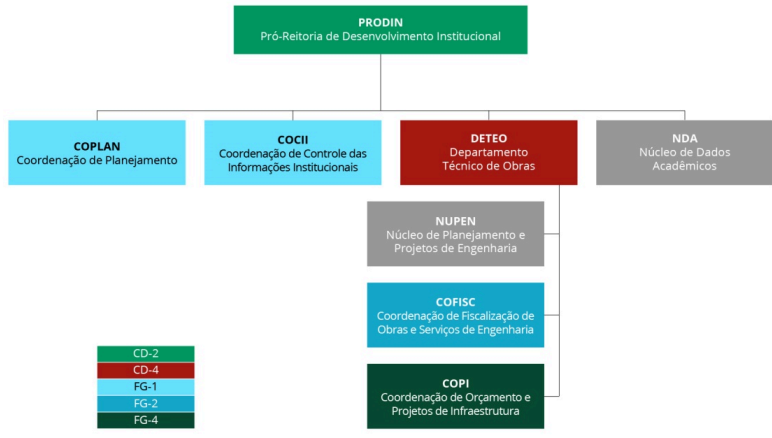 PRODIN
Pró-Reitoria de Desenvolvimento Institucional
COPLAN
Coordenação de Planejamento
COCII
Coordenação de Controle das
Informações Institucionais
DETEO
Departamento
Técnico de Obras
NDA
Núcleo de Dados
Acadêmicos
NUPEN
Núcleo de Planejamento e
Projetos de Engenharia
COFISC
Coordenação de Fiscalização de
Obras e Serviços de Engenharia
COPI
Coordenação de Orçamento e
Projetos de Infraestrutura
CD-2
CD-4
FG-1
FG-2
FG-4